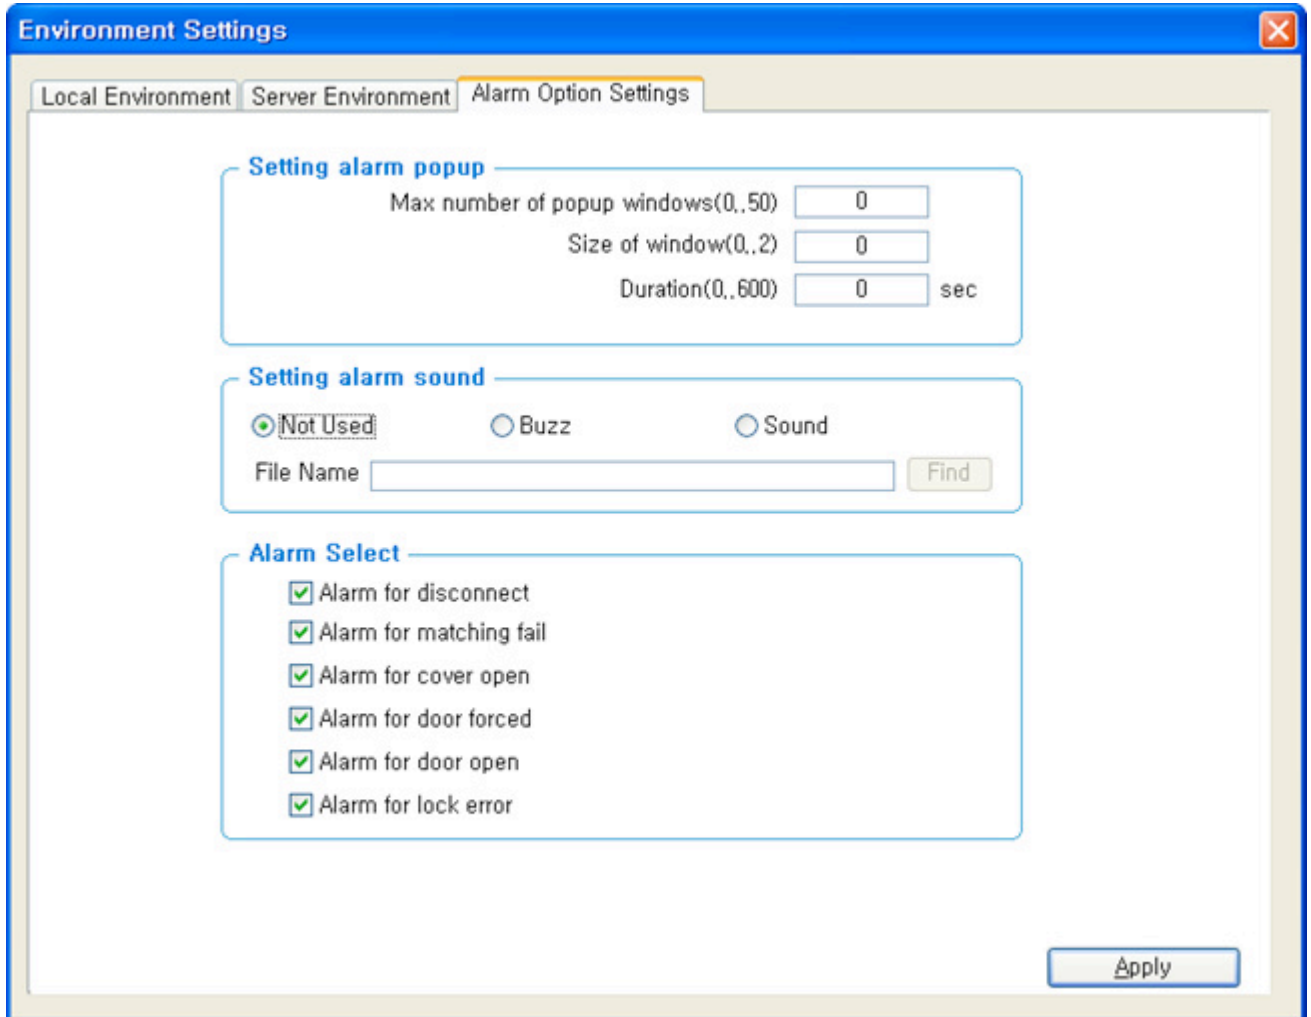 Environment Settings
Local Environment Server Environment Alarm Option Settings
Setting alarm popup
Max number of popup windows(0,,50) 0
Size of window(0,,2) 0
Duration(0,,600) 0 sec
Setting alarm sound
Not Used Buzz Sound
File Name Find
Alarm Select
Alarm for disconnect
Alarm for matching fail
Alarm for cover open
Alarm for door forced
Alarm for door open
Alarm for lock error
Apply